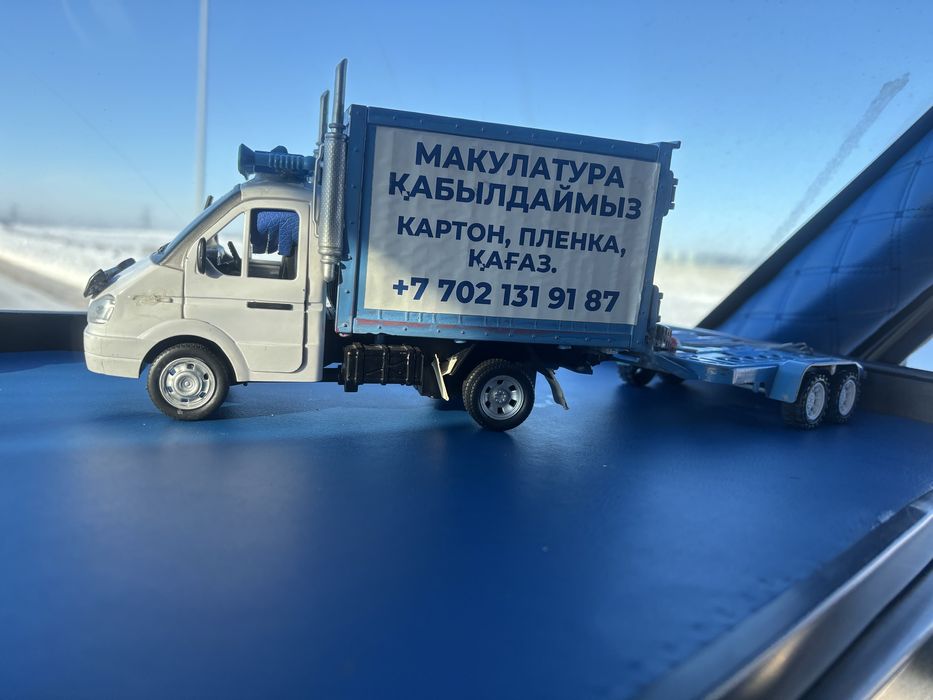 МАКУЛАТУРА
ҚАБЫЛДАЙМЫЗ
КАРТОН, ПЛЕНКА,
ҚАҒАЗ.
+7 702 131 91 87